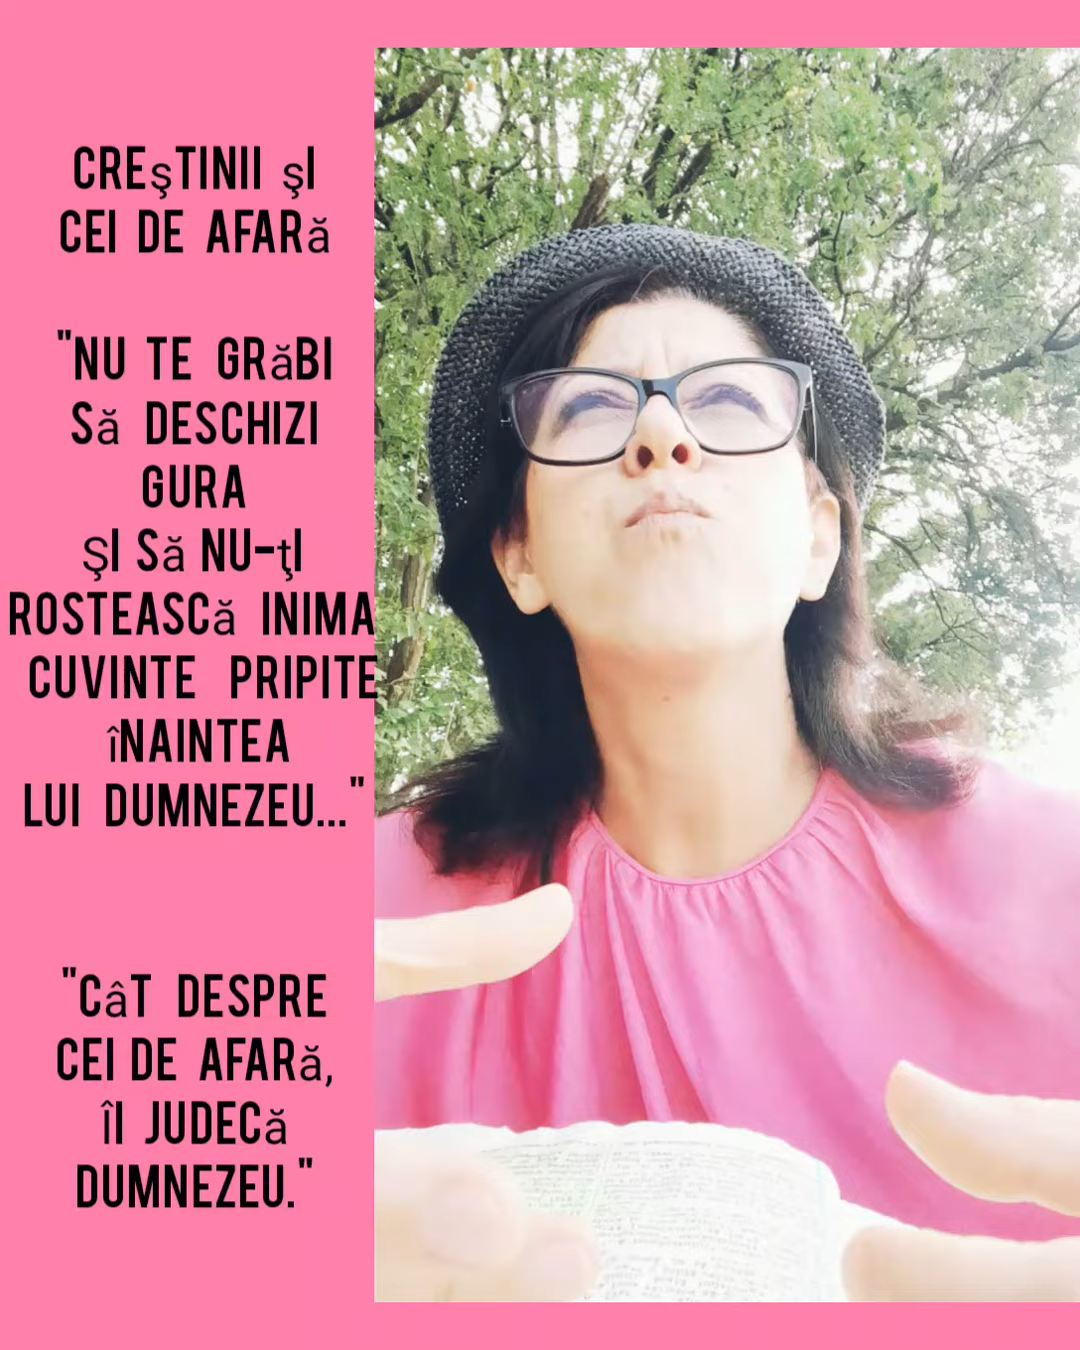 CREşTINII şI
CEI DE AFARă
"NU TE GRăBI
Să DESCHIZI
GURA
ŞI Să NU-ţI
ROSTEASCă INIMA
CUVINTE PRIPITE
îNAINTEA
LUI DUMNEZEU..."
"CâT DESPRE
CEI DE AFARă,
ÎI JUDECă
DUMNEZEU."